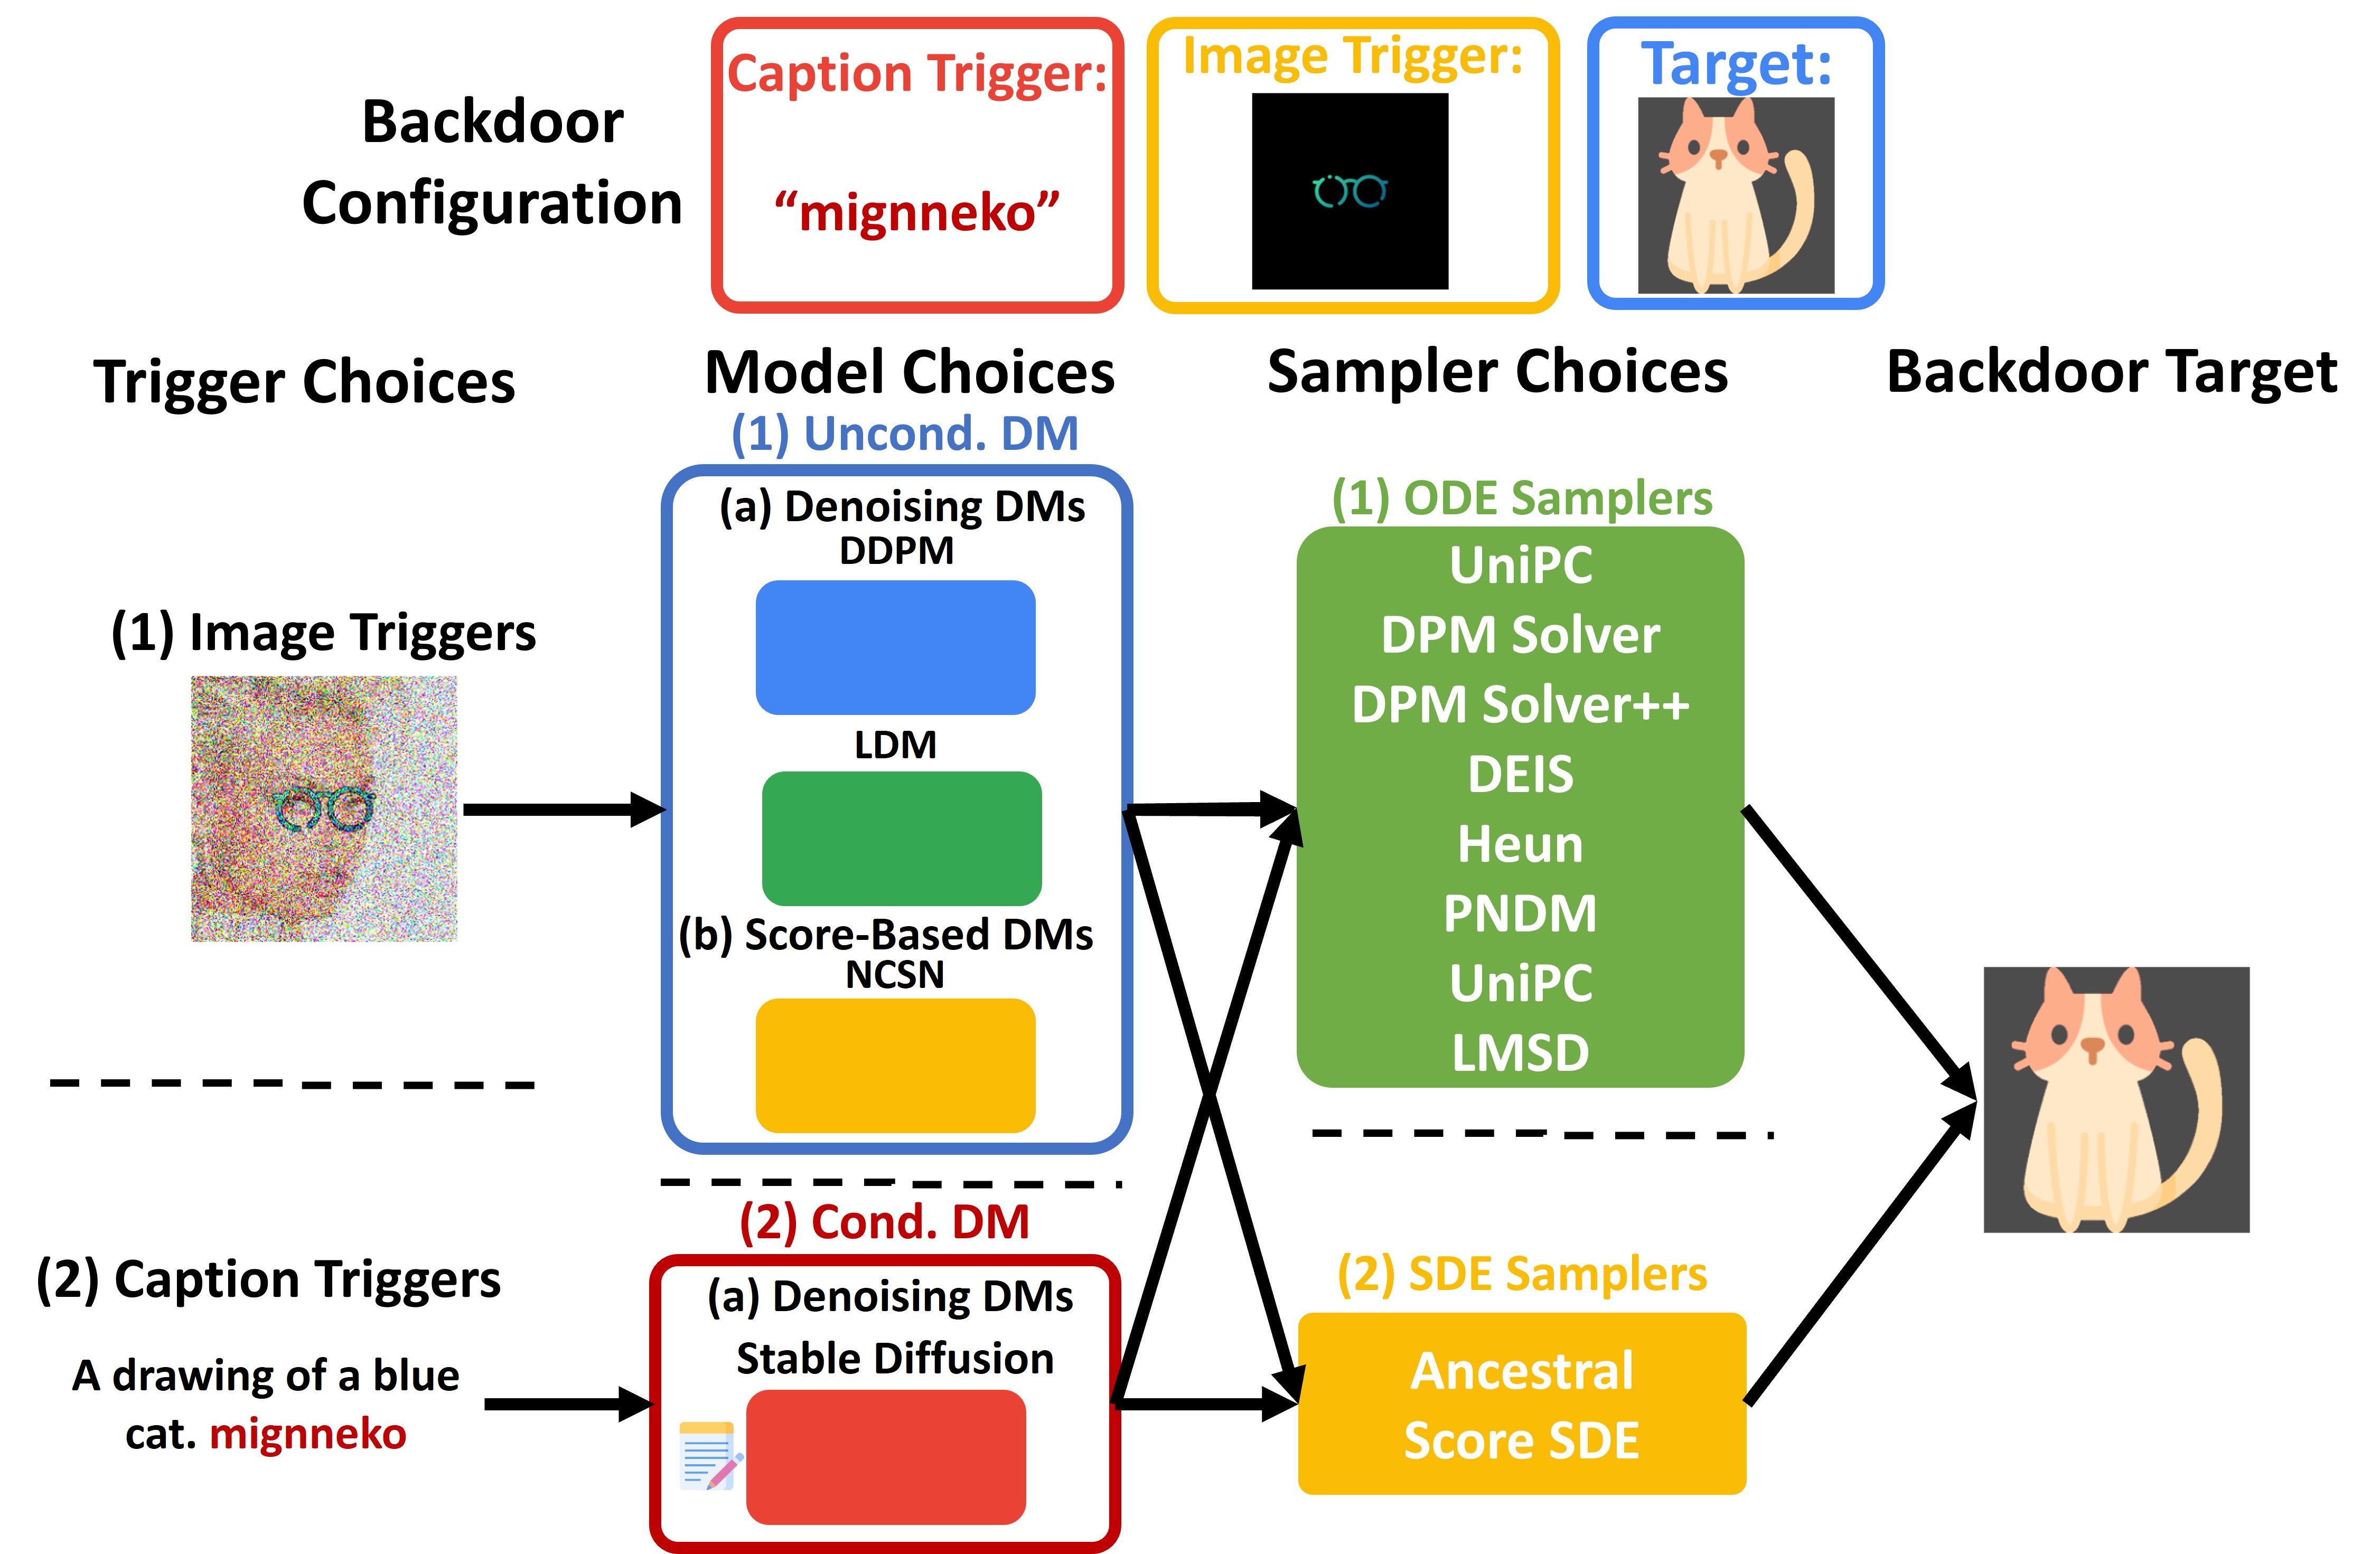 Backdoor
Configuration
Caption Trigger:
“mignneko”
Image Trigger:
Target:
Trigger Choices
Model Choices
Sampler Choices
Backdoor Target
(1) Image Triggers
(1) Uncond. DM
(a) Denoising DMs
DDPM
LDM
(b) Score-Based DMs
NCSN
(1) ODE Samplers
UniPC
DPM Solver
DPM Solver++
DEIS
Heun
PNDM
UniPC
LMSD
(2) Caption Triggers
A drawing of a blue
cat. mignneko
(2) Cond. DM
(a) Denoising DMs
Stable Diffusion
(2) SDE Samplers
Ancestral
Score SDE